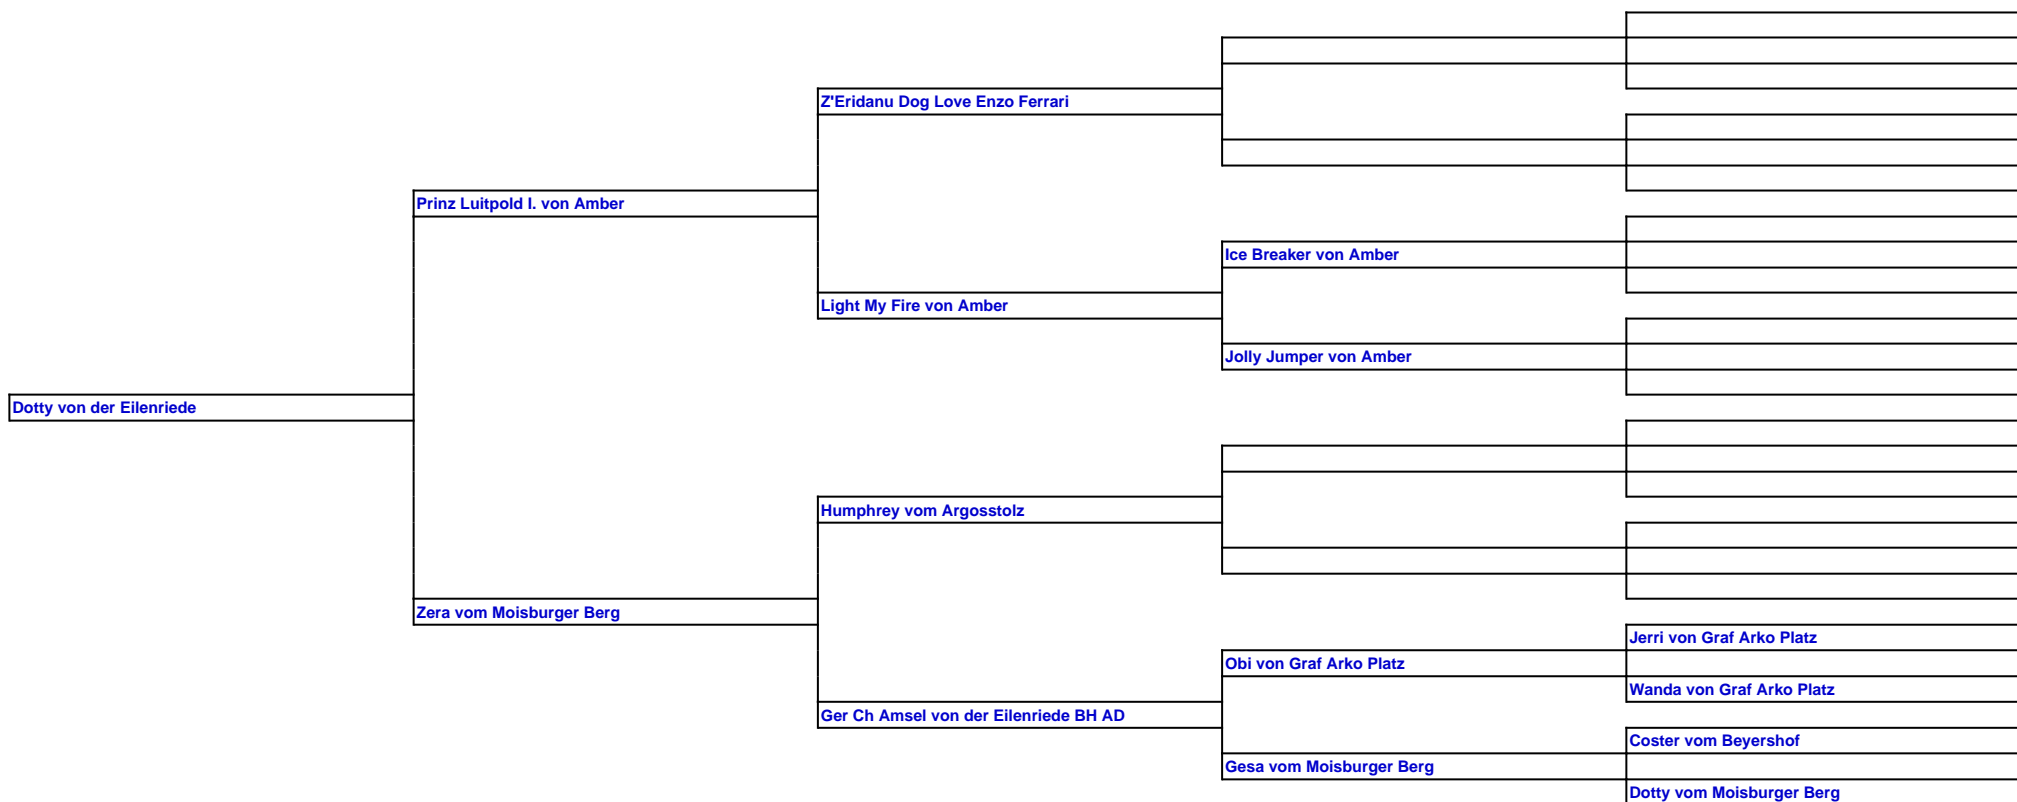 Z'Eridanu Dog Love Enzo Ferrari
Prinz Luitpold I. von Amber
Ice Breaker von Amber
Light My Fire von Amber
Jolly Jumper von Amber
Dotty von der Eilenriede
Humphrey vom Argosstolz
Zera vom Moisburger Berg
Jerri von Graf Arko Platz
Obi von Graf Arko Platz
Wanda von Graf Arko Platz
Ger Ch Amsel von der Eilenriede BH AD
Coster vom Beyershof
Gesa vom Moisburger Berg
Dotty vom Moisburger Berg